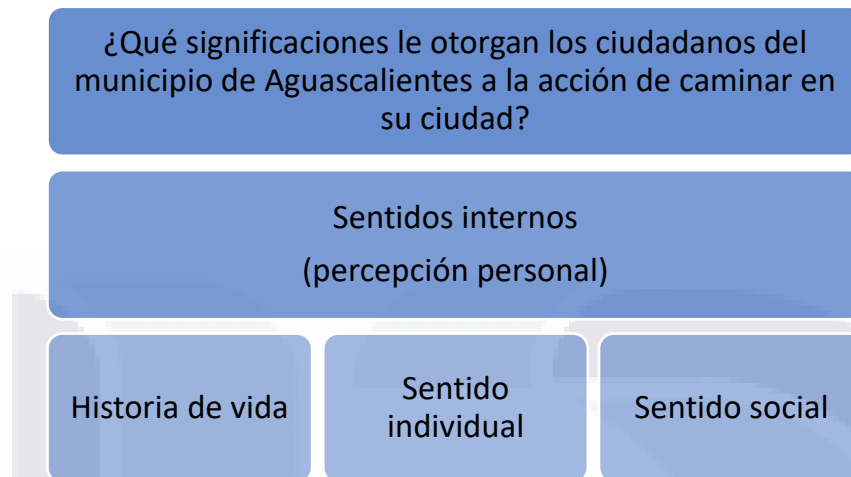 ¿Qué significaciones le otorgan los ciudadanos del
municipio de Aguascalientes a la acción de caminar en
su ciudad?
Sentidos internos
(percepción personal)
Historia de vida
Sentido
individual
Sentido social